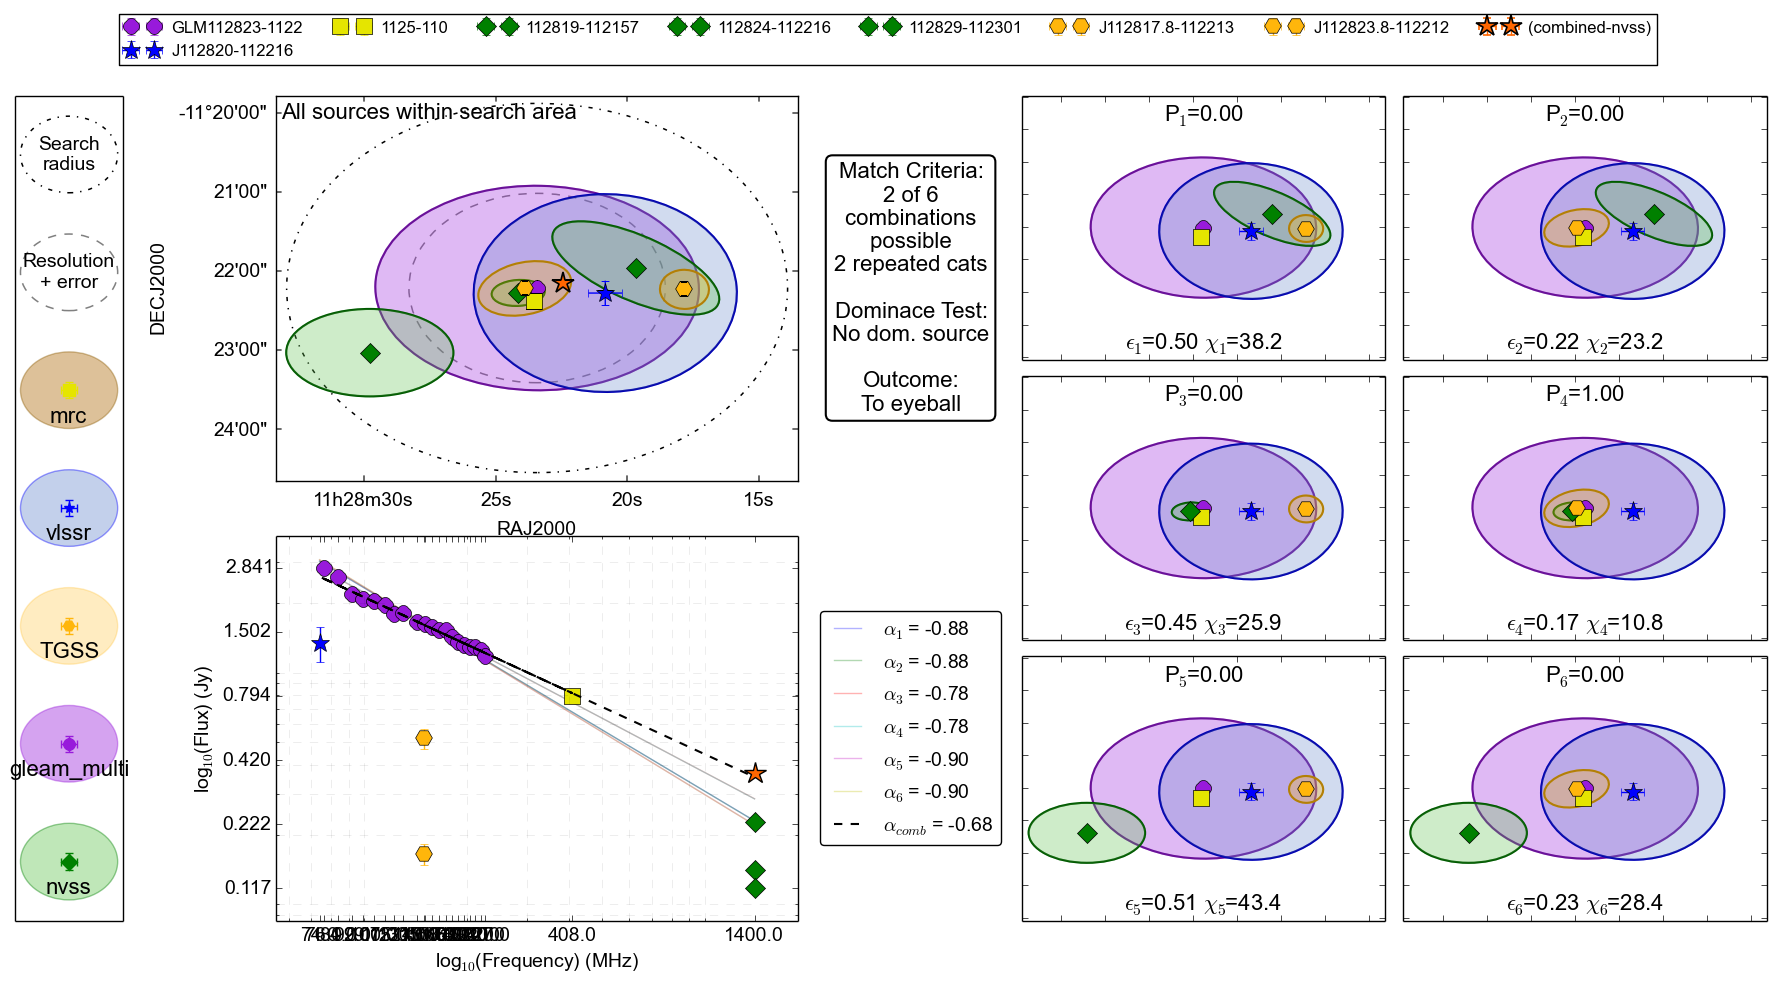 GLM112823-1122 1125-110 112819-112157 112824-112216 112829-112301 J112817.8-112213 J112823.8-112212 (combined-nvss)
J112820-112216
Search
radius
Resolution
+ error
mrc
vlssr
TGSS
gleam_multi
nvss
All sources within search area
DECJ2000
-11°20'00"
21'00"
22'00"
23'00"
24'00"
11h28m30s 25s 20s 15s
RAJ2000
log10(Flux) (Jy)
2.841
1.502
0.794
0.420
0.222
0.117
408.0 1400.0
log10(Frequency) (MHz)
Match Criteria:
2 of 6
combinations
possible
2 repeated cats
Dominace Test:
No dom. source
Outcome:
To eyeball
α1 = -0.88
α2 = -0.88
α3 = -0.78
α4 = -0.78
α5 = -0.90
α6 = -0.90
αcomb = -0.68
P1=0.00
ϵ1=0.50 χ1=38.2
P2=0.00
ϵ2=0.22 χ2=23.2
P3=0.00
ϵ3=0.45 χ3=25.9
P4=1.00
ϵ4=0.17 χ4=10.8
P5=0.00
ϵ5=0.51 χ5=43.4
P6=0.00
ϵ6=0.23 χ6=28.4